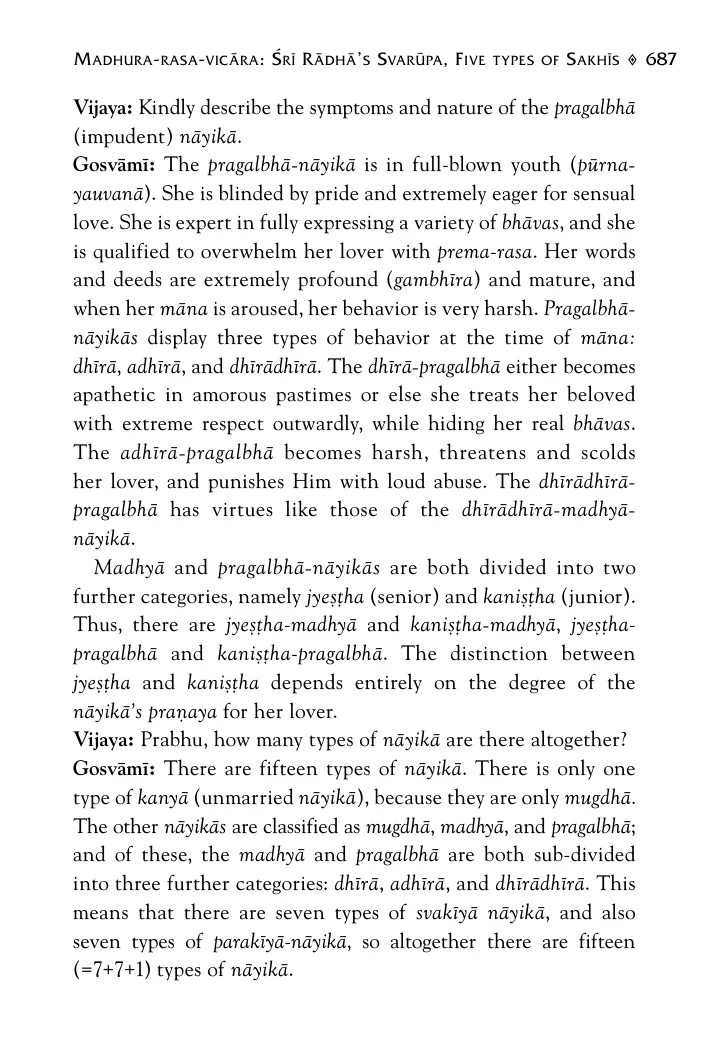 Madhura-rasa-vicāra: Śrī Rādhā's Svarūpa, Five types of Sakhīs ◊ 687
Vijaya: Kindly describe the symptoms and nature of the pragalbhā
(impudent) nāyikā.
Gosvāmī: The pragalbhā-nāyikā is in full-blown youth (pūrna-
yauvanā). She is blinded by pride and extremely eager for sensual
love. She is expert in fully expressing a variety of bhāvas, and she
is qualified to overwhelm her lover with prema-rasa. Her words
and deeds are extremely profound (gambhīra) and mature, and
when her māna is aroused, her behavior is very harsh. Pragalbhā-
nāyikās display three types of behavior at the time of māna:
dhīrā, adhīrā, and dhīrādhīrā. The dhīrā-pragalbhā either becomes
apathetic in amorous pastimes or else she treats her beloved
with extreme respect outwardly, while hiding her real bhāvas.
The adhīrā-pragalbhā becomes harsh, threatens and scolds
her lover, and punishes Him with loud abuse. The dhīrādhīrā-
pragalbhā has virtues like those of the dhīrādhīrā-madhyā-
nāyikā.
Madhyā and pragalbhā-nāyikās are both divided into two
further categories, namely jyeṣṭha (senior) and kaniṣṭha (junior).
Thus, there are jyeṣṭha-madhyā and kaniṣṭha-madhyā, jyeṣṭha-
pragalbhā and kaniṣṭha-pragalbhā. The distinction between
jyeṣṭha and kaniṣṭha depends entirely on the degree of the
nāyikā's praṇaya for her lover.
Vijaya: Prabhu, how many types of nāyikā are there altogether?
Gosvāmī: There are fifteen types of nāyikā. There is only one
type of kanyā (unmarried nāyikā), because they are only mugdhā.
The other nāyikās are classified as mugdhā, madhyā, and pragalbhā;
and of these, the madhyā and pragalbhā are both sub-divided
into three further categories: dhīrā, adhīrā, and dhīrādhīrā. This
means that there are seven types of svakīyā nāyikā, and also
seven types of parakīyā-nāyikā, so altogether there are fifteen
(=7+7+1) types of nāyikā.